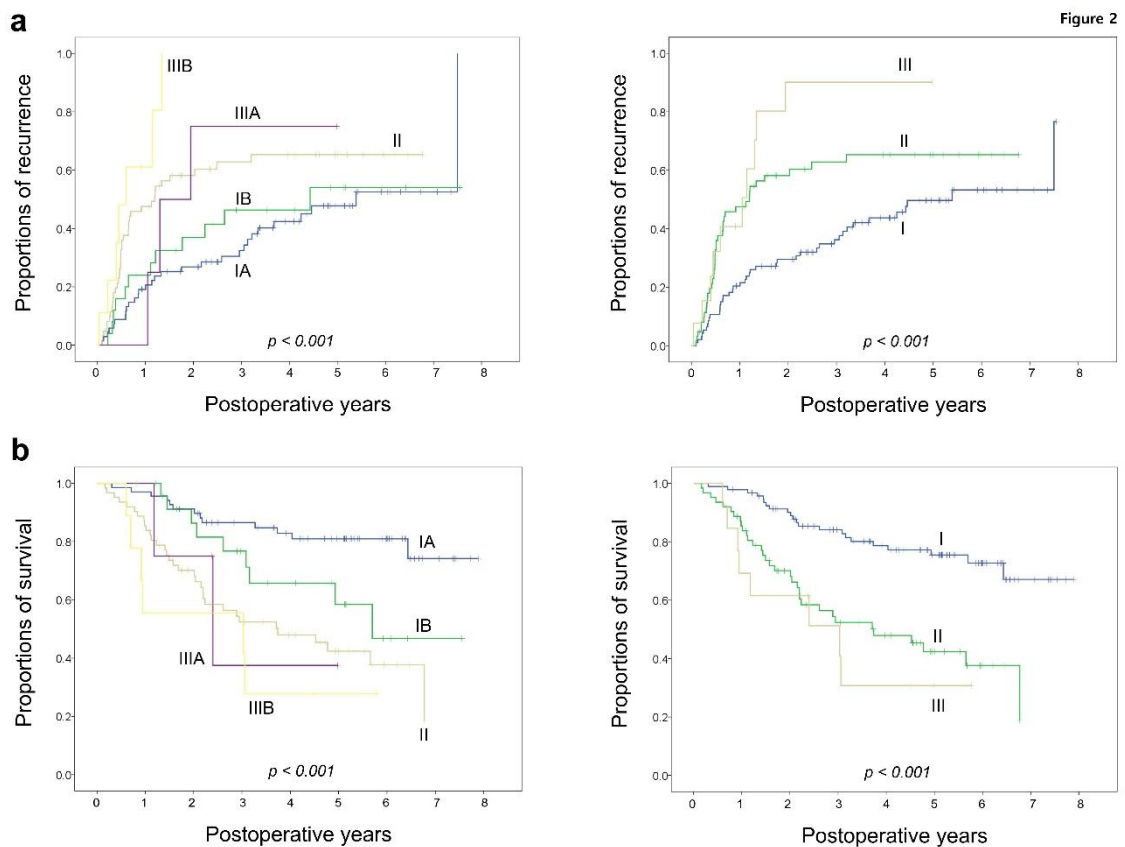 Figure 2
a
Proportions of recurrence
1.0
0.8
0.6
0.4
0.2
0.0
IIIB
IIIA
II
IB
IA
p < 0.001
0 1 2 3 4 5 6 7 8
Postoperative years
Proportions of recurrence
1.0
0.8
0.6
0.4
0.2
0.0
III
II
I
p < 0.001
0 1 2 3 4 5 6 7 8
Postoperative years
b
Proportions of survival
1.0
0.8
0.6
0.4
0.2
0.0
IA
IB
IIIA
IIIB
II
p < 0.001
0 1 2 3 4 5 6 7 8
Postoperative years
Proportions of survival
1.0
0.8
0.6
0.4
0.2
0.0
I
II
III
p < 0.001
0 1 2 3 4 5 6 7 8
Postoperative years